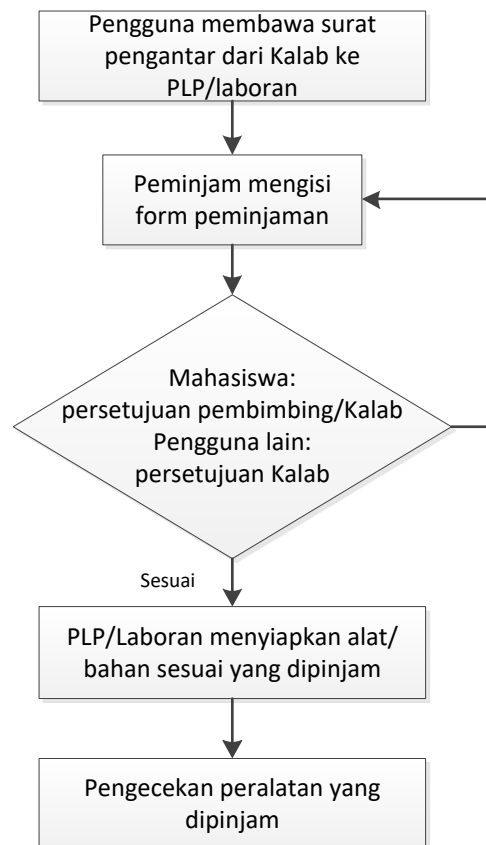 Pengguna membawa surat
pengantar dari Kalab ke
PLP/laboran
Peminjam mengisi
form peminjaman
Mahasiswa:
persetujuan pembimbing/Kalab
Pengguna lain:
persetujuan Kalab
Sesuai
PLP/Laboran menyiapkan alat/
bahan sesuai yang dipinjam
Pengecekan peralatan yang
dipinjam